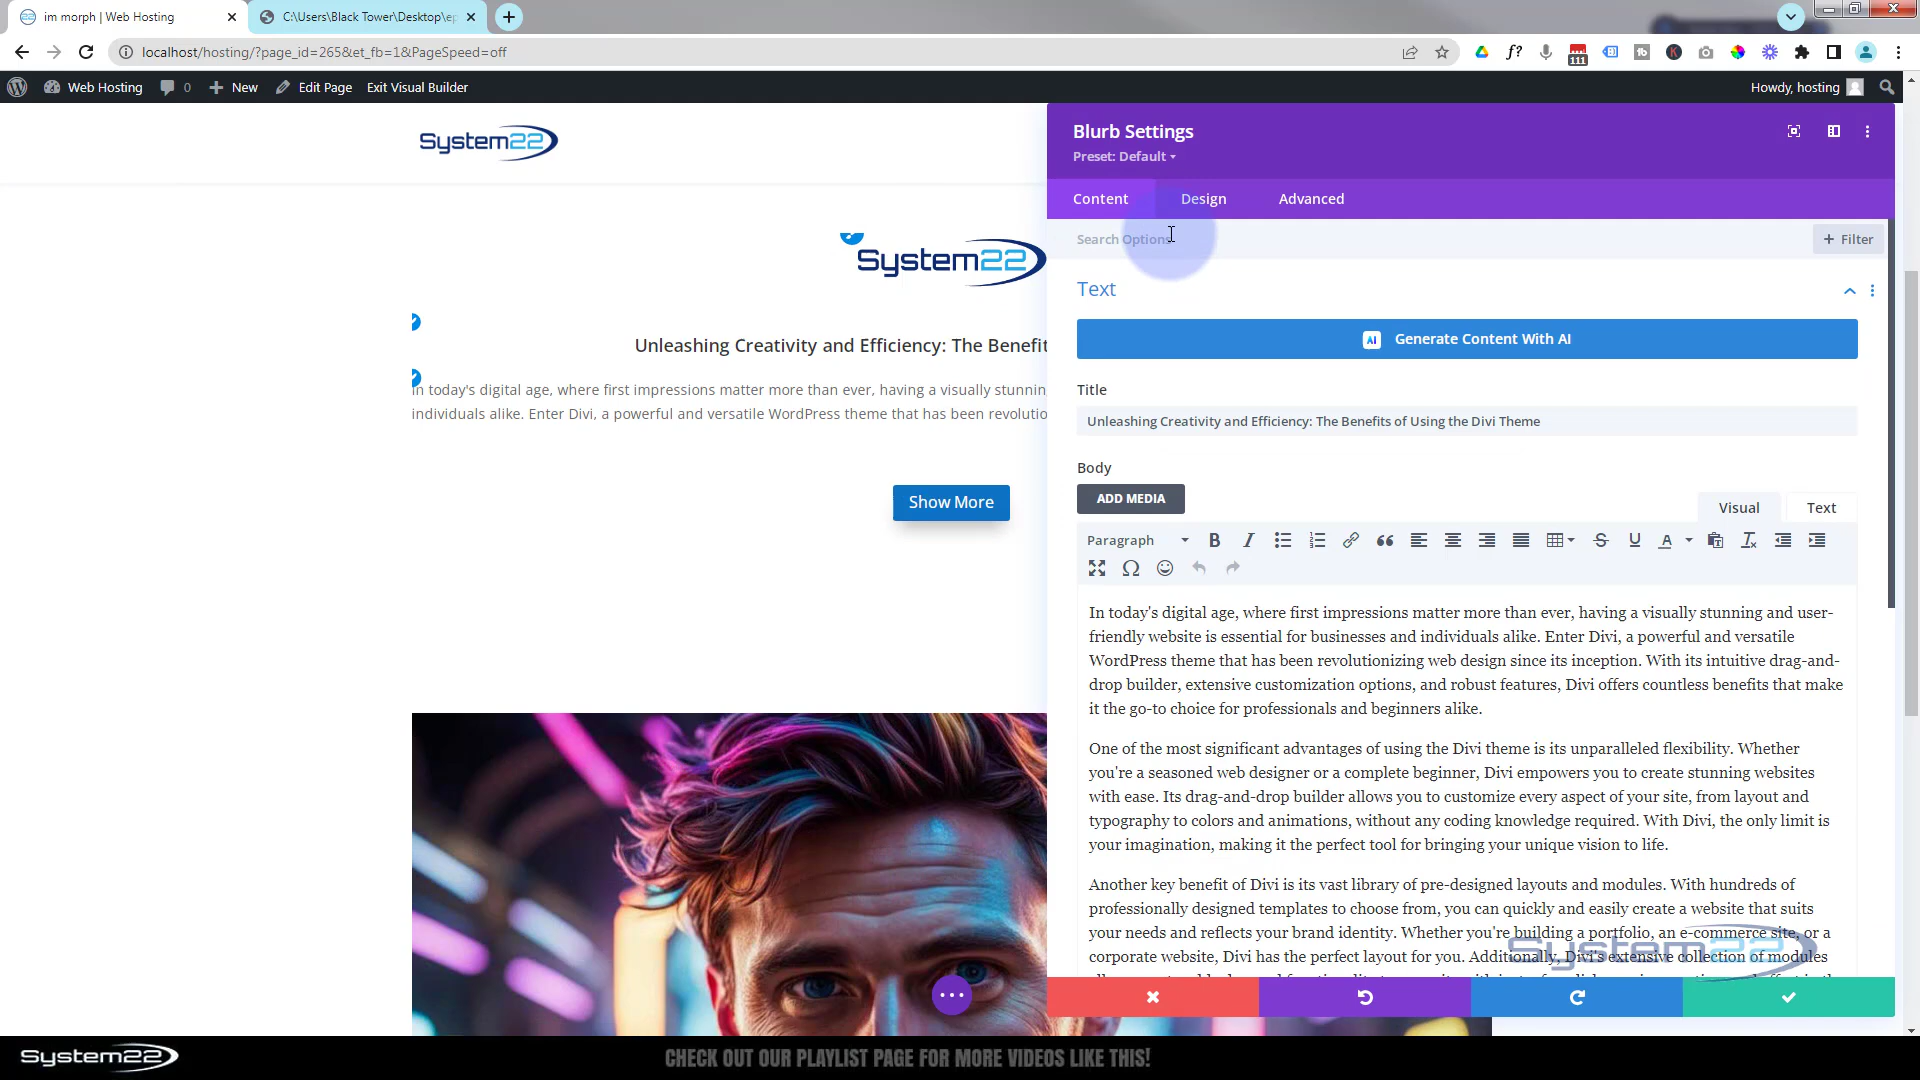 im morph | Web Hosting
C:\Users\Black Tower\Desktop\ep
localhost/hosting/?page_id=265&et_fb=1&PageSpeed=off
f?
111
Web Hosting
0
New
Edit Page
Exit Visual Builder
Howdy, hosting
System22
Blurb Settings
Preset: Default
Content
Design
Advanced
Search Options
+ Filter
System22
Unleashing Creativity and Efficiency: The Benefit
In today's digital age, where first impressions matter more than ever, having a visually stunning
individuals alike. Enter Divi, a powerful and versatile WordPress theme that has been revolutio
Show More
Text
AI Generate Content With AI
Title
Unleashing Creativity and Efficiency: The Benefits of Using the Divi Theme
Body
ADD MEDIA
Visual
Text
Paragraph
In today's digital age, where first impressions matter more than ever, having a visually stunning and user-
friendly website is essential for businesses and individuals alike. Enter Divi, a powerful and versatile
WordPress theme that has been revolutionizing web design since its inception. With its intuitive drag-and-
drop builder, extensive customization options, and robust features, Divi offers countless benefits that make
it the go-to choice for professionals and beginners alike.
One of the most significant advantages of using the Divi theme is its unparalleled flexibility. Whether
you're a seasoned web designer or a complete beginner, Divi empowers you to create stunning websites
with ease. Its drag-and-drop builder allows you to customize every aspect of your site, from layout and
typography to colors and animations, without any coding knowledge required. With Divi, the only limit is
your imagination, making it the perfect tool for bringing your unique vision to life.
Another key benefit of Divi is its vast library of pre-designed layouts and modules. With hundreds of
professionally designed templates to choose from, you can quickly and easily create a website that suits
your needs and reflects your brand identity. Whether you're building a portfolio, an e-commerce site, or a
corporate website, Divi has the perfect layout for you. Additionally, Divi's extensive collection of modules
System22
System22
CHECK OUT OUR PLAYLIST PAGE FOR MORE VIDEOS LIKE THIS!